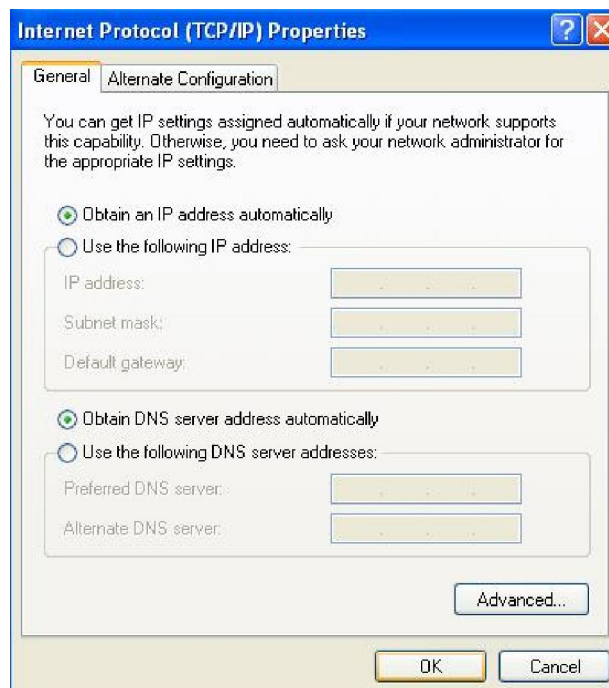 Internet Protocol (TCP/IP) Properties
General
Alternate Configuration
You can get IP settings assigned automatically if your network supports
this capability. Otherwise, you need to ask your network administrator for
the appropriate IP settings.
Obtain an IP address automatically
Use the following IP address:
IP address:
Subnet mask:
Default gateway:
Obtain DNS server address automatically
Use the following DNS server addresses:
Preferred DNS server:
Alternate DNS server:
Advanced...
OK
Cancel